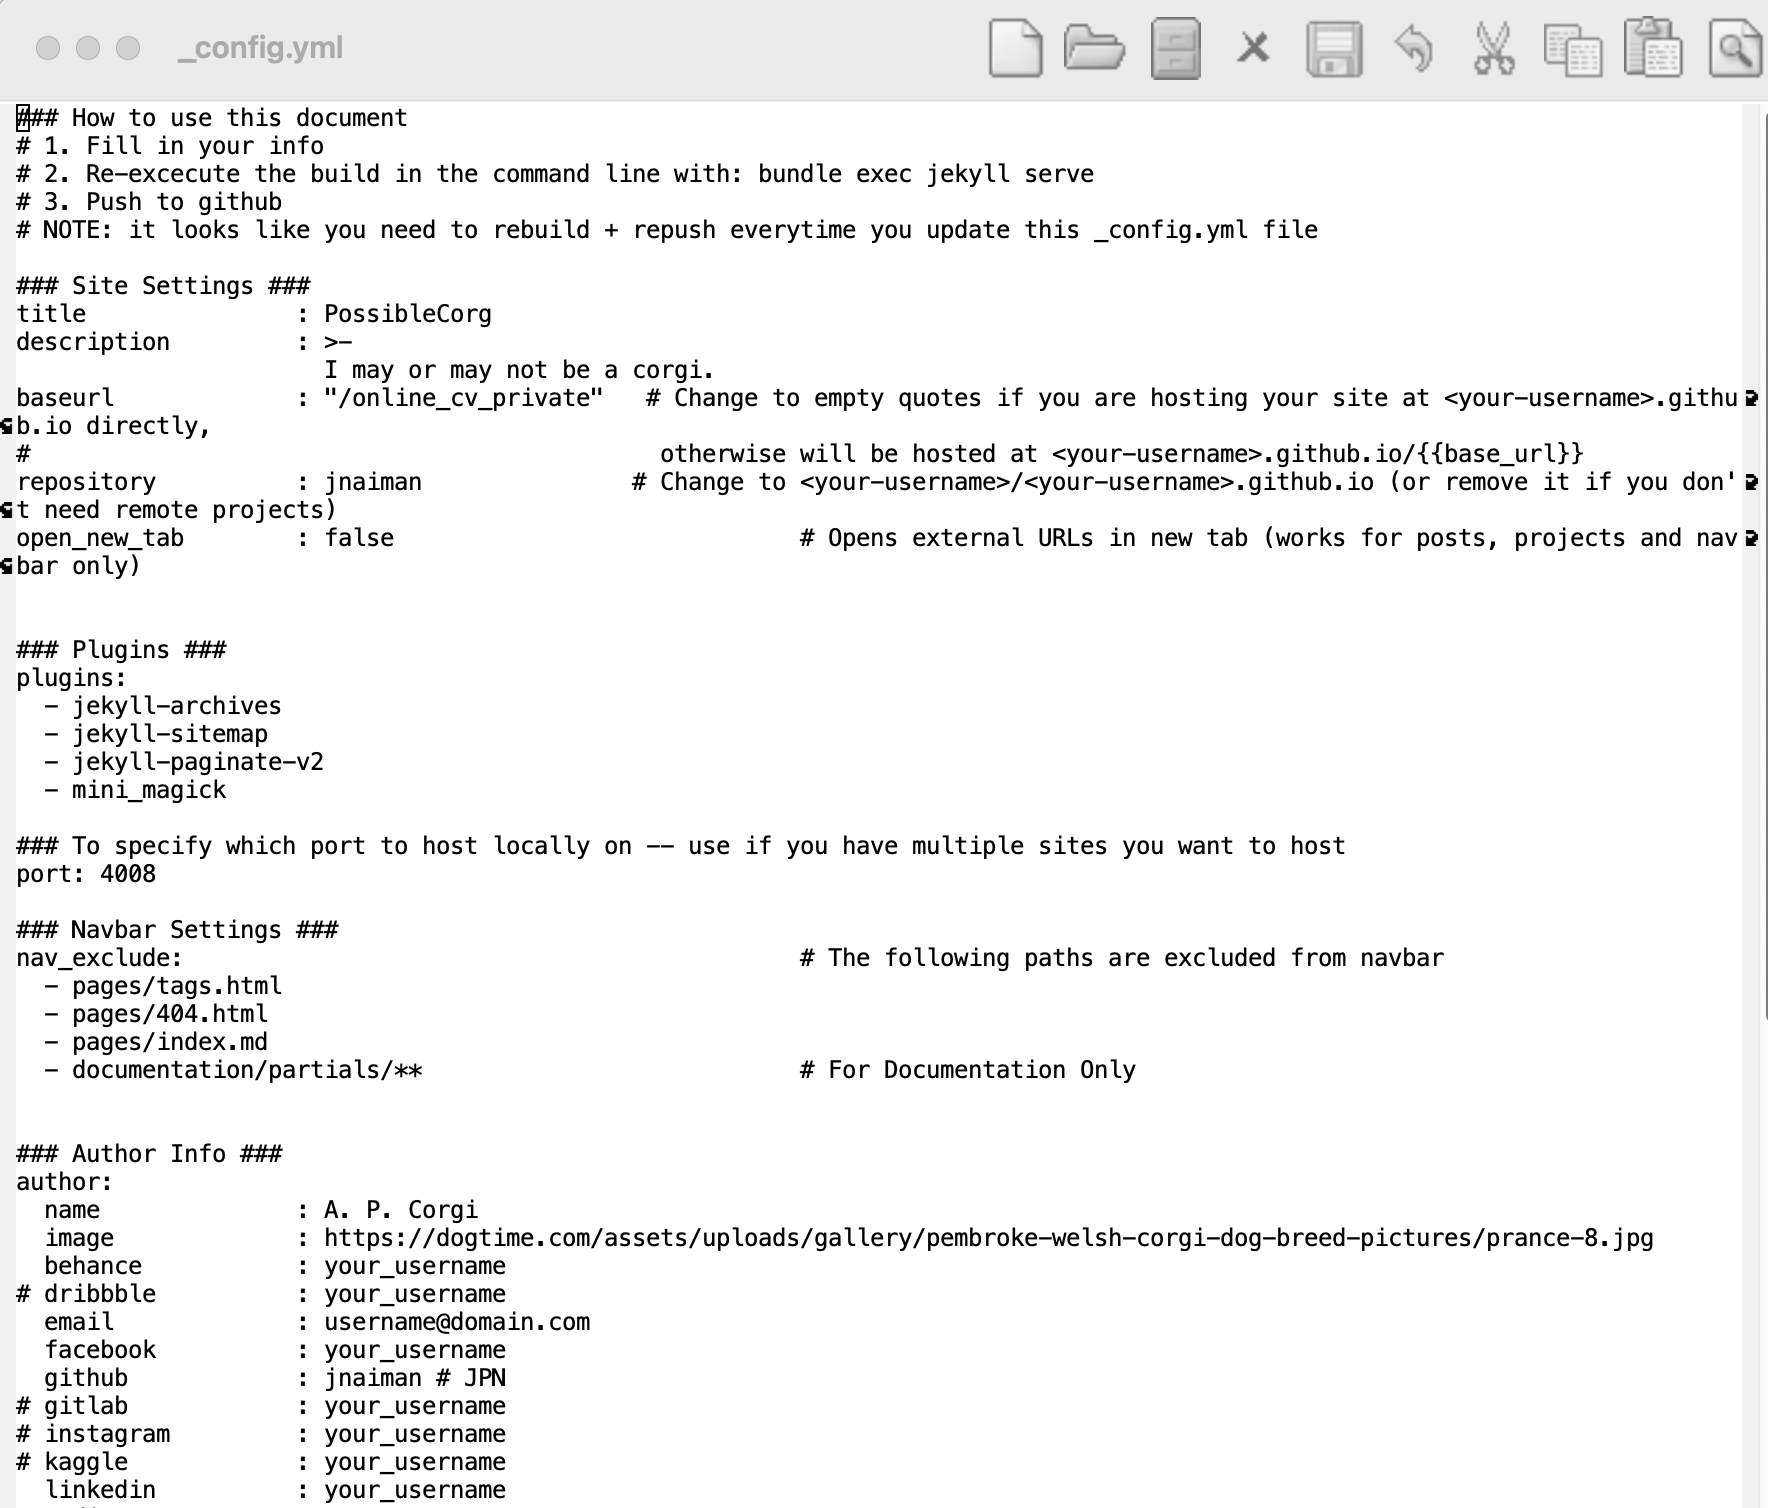 _config.yml
### How to use this document
# 1. Fill in your info
# 2. Re-excecute the build in the command line with: bundle exec jekyll serve
# 3. Push to github
# NOTE: it looks like you need to rebuild + repush everytime you update this _config.yml file
### Site Settings ###
title               : PossibleCorg
description         : >-
                      I may or may not be a corgi.
baseurl             : "/online_cv_private"   # Change to empty quotes if you are hosting your site at <your-username>.githu
b.io directly,
#                                             otherwise will be hosted at <your-username>.github.io/{{base_url}}
repository          : jnaiman               # Change to <your-username>/<your-username>.github.io (or remove it if you don'
t need remote projects)
open_new_tab        : false                             # Opens external URLs in new tab (works for posts, projects and nav
bar only)
### Plugins ###
plugins:
  - jekyll-archives
  - jekyll-sitemap
  - jekyll-paginate-v2
  - mini_magick
### To specify which port to host locally on -- use if you have multiple sites you want to host
port: 4008
### Navbar Settings ###
nav_exclude:                                            # The following paths are excluded from navbar
  - pages/tags.html
  - pages/404.html
  - pages/index.md
  - documentation/partials/**                           # For Documentation Only
### Author Info ###
author:
  name              : A. P. Corgi
  image             : https://dogtime.com/assets/uploads/gallery/pembroke-welsh-corgi-dog-breed-pictures/prance-8.jpg
  behance           : your_username
# dribbble          : your_username
  email             : username@domain.com
  facebook          : your_username
  github            : jnaiman # JPN
# gitlab            : your_username
# instagram         : your_username
# kaggle            : your_username
  linkedin          : your_username